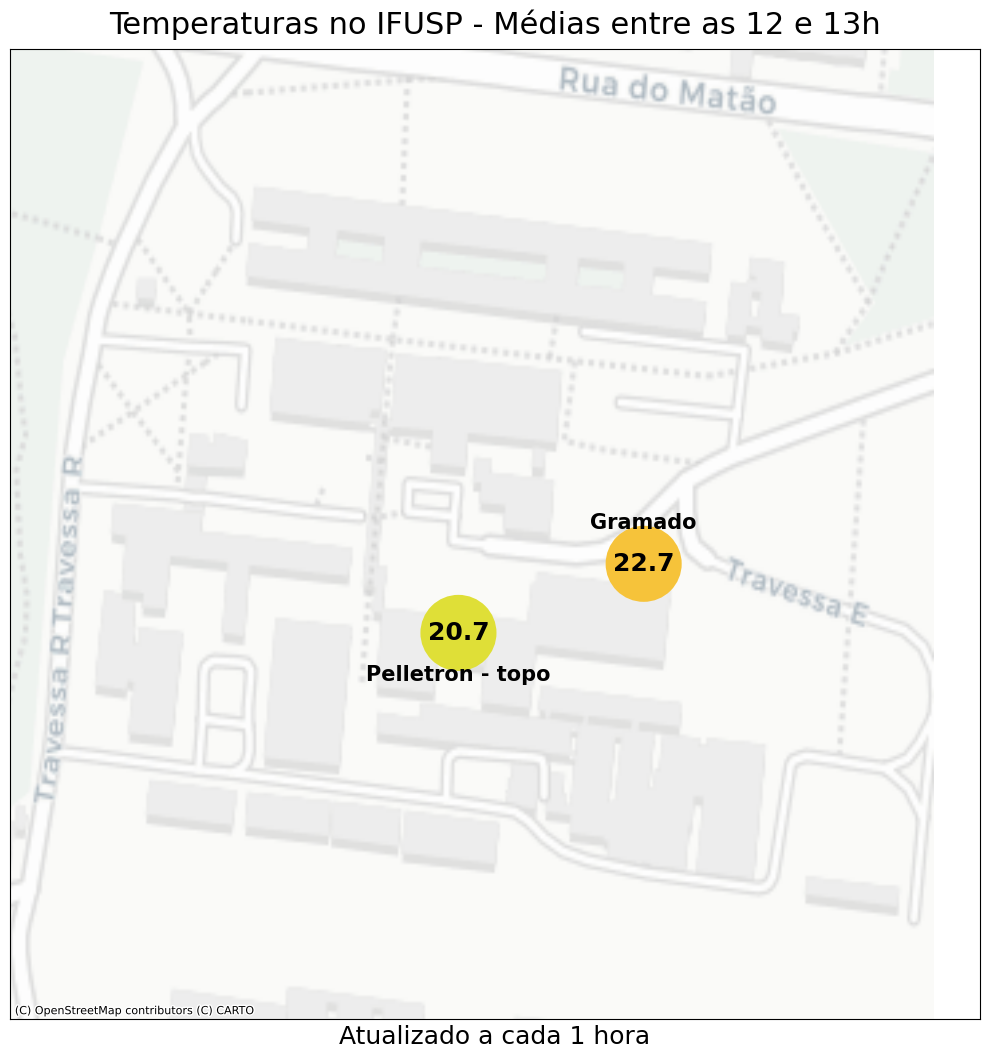 Temperaturas no IFUSP - Médias entre as 12 e 13h
Rua do Matão
Travessa R
Travessa R
Gramado
22.7
Travessa E
20.7
Pelletron - topo
(C) OpenStreetMap contributors (C) CARTO
Atualizado a cada 1 hora